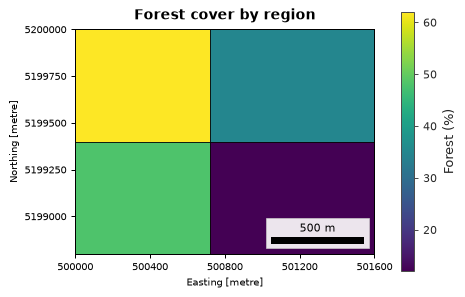 Forest cover by region
5200000
5199750
5199500
5199250
5199000
Northing [metre]
500 m
500000 500400 500800 501200 501600
Easting [metre]
60
50
40
30
20
Forest (%)